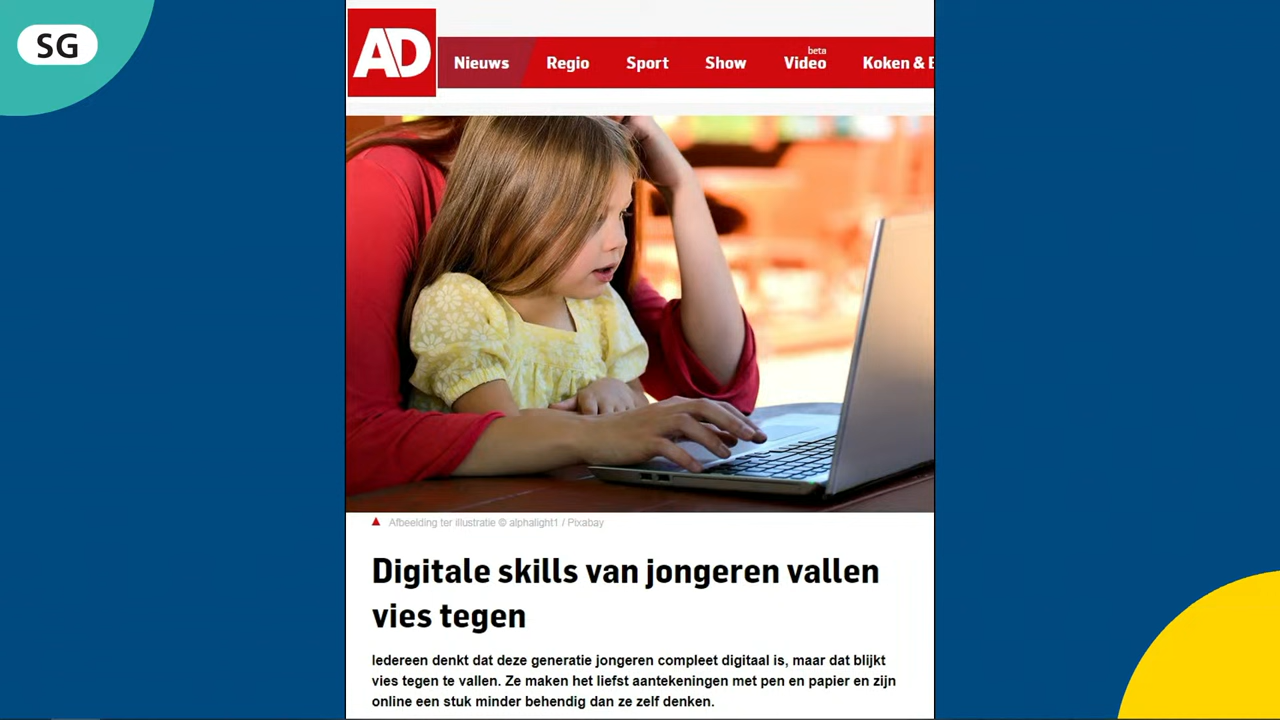 SG
AD
Nieuws Regio Sport Show beta Video Koken &
Afbeelding ter illustratie © alphalight1 / Pixabay
Digitale skills van jongeren vallen
vies tegen
Iedereen denkt dat deze generatie jongeren compleet digitaal is, maar dat blijkt
vies tegen te vallen. Ze maken het liefst aantekeningen met pen en papier en zijn
online een stuk minder behendig dan ze zelf denken.